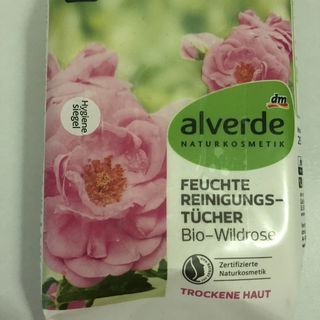 Hygiene
siegel
dm
alverde
NATURKOSMETIK
FEUCHTE
REINIGUNGS-
TÜCHER
Bio-Wildrose
Zertifizierte
Naturkosmetik
TROCKENE HAUT